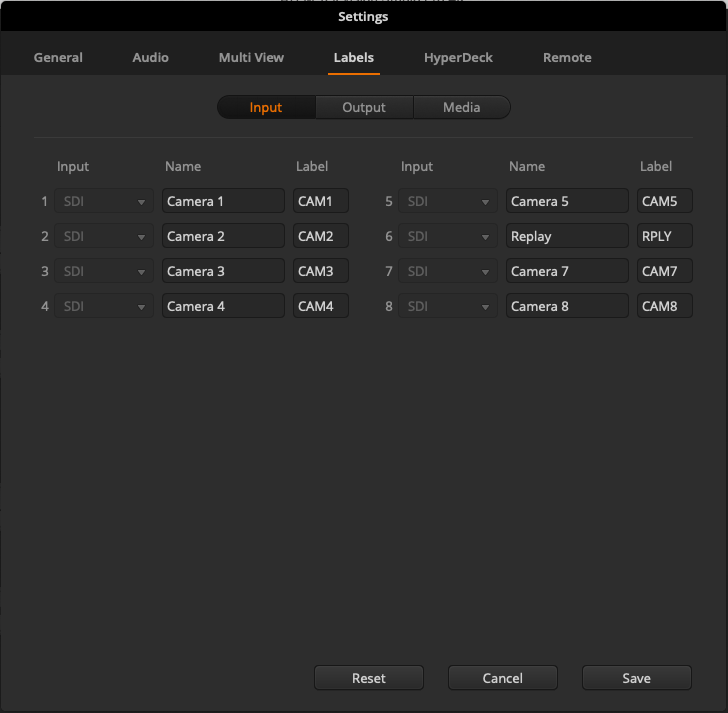 Settings
General Audio Multi View Labels HyperDeck Remote
Input Output Media
Input Name Label Input Name Label
1 SDI Camera 1 CAM1 5 SDI Camera 5 CAM5
2 SDI Camera 2 CAM2 6 SDI Replay RPLY
3 SDI Camera 3 CAM3 7 SDI Camera 7 CAM7
4 SDI Camera 4 CAM4 8 SDI Camera 8 CAM8
Reset Cancel Save